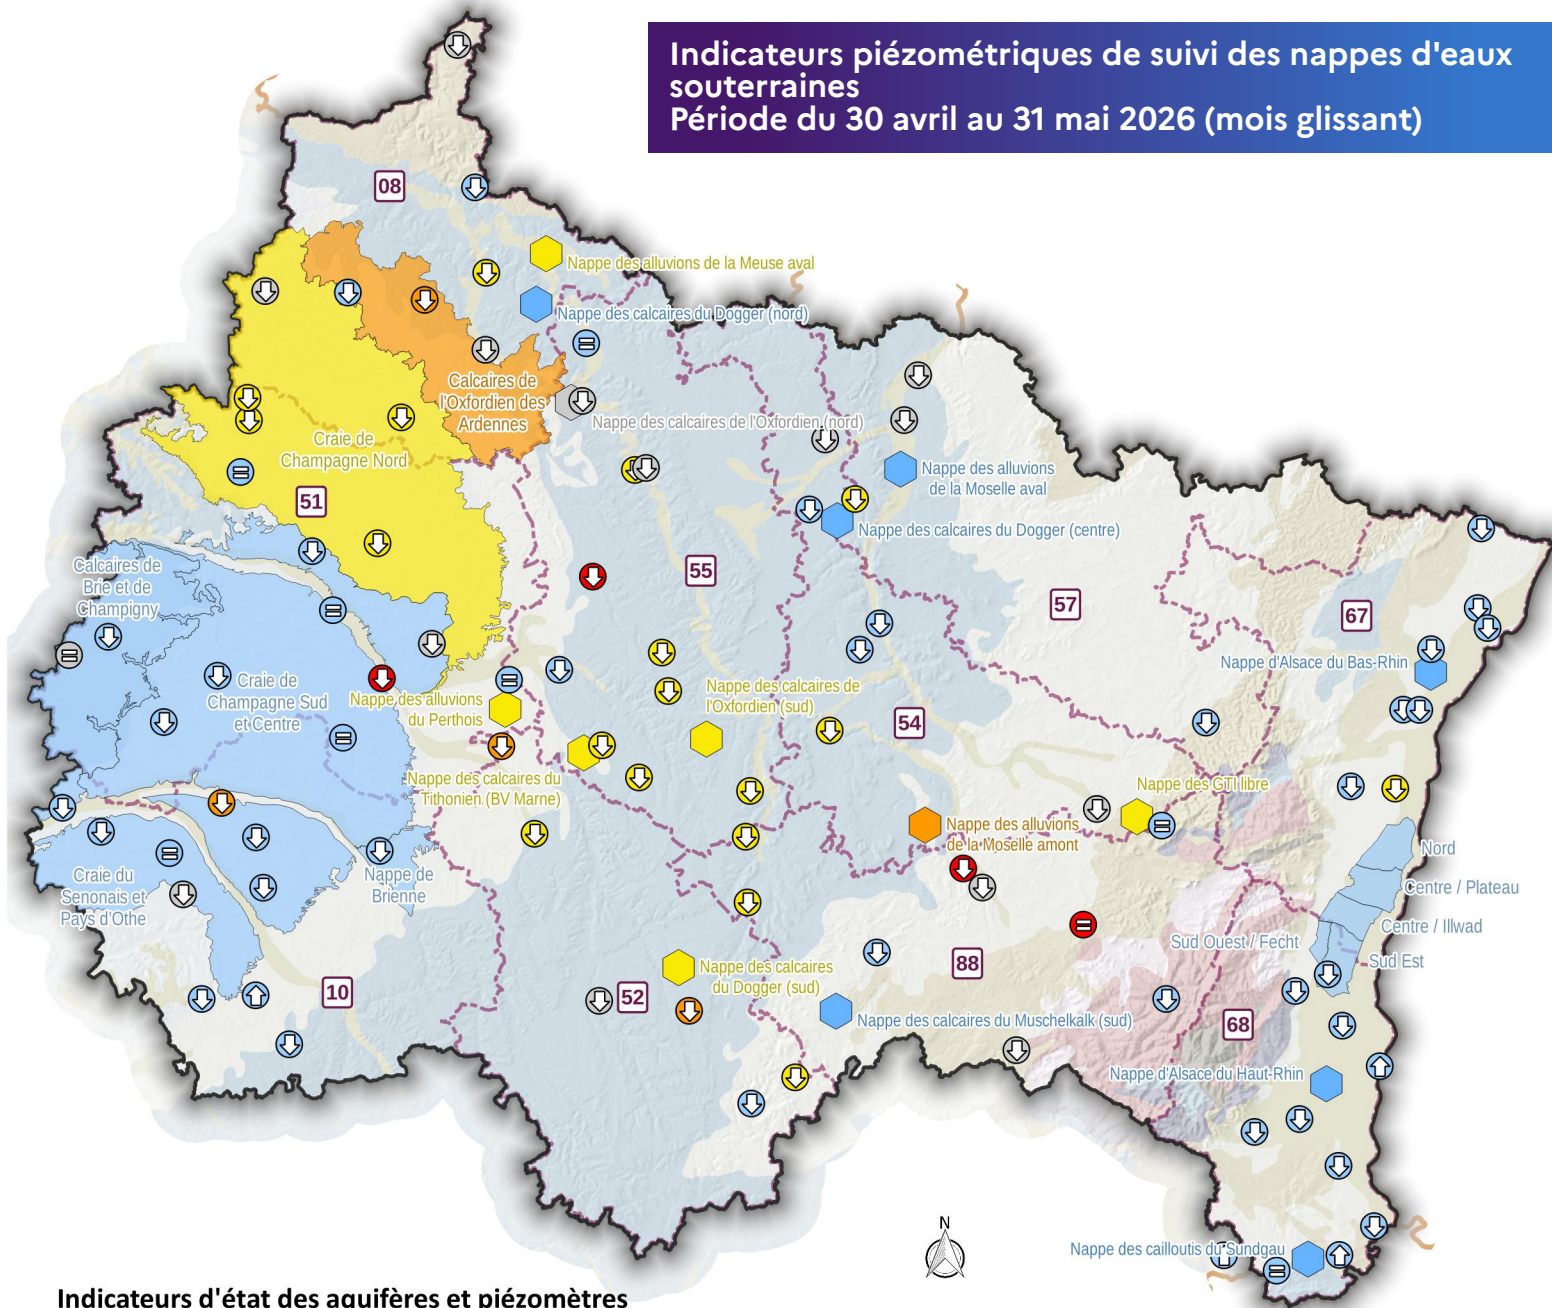 Indicateurs piézométriques de suivi des nappes d'eaux
souterraines
Période du 30 avril au 31 mai 2026 (mois glissant)
08
Nappe des alluvions de la Meuse aval
Nappe des calcaires du Dogger (nord)
Calcaires de
l'Oxfordien des
Ardennes
Nappe des calcaires de l'Oxfordien (nord)
Craie de
Champagne Nord
51
Nappe des alluvions
de la Moselle aval
Nappe des calcaires du Dogger (centre)
Calcaires de
Brie et de
Champigny
55
57
67
Nappe d'Alsace du Bas-Rhin
Craie de
Champagne Sud
et Centre
Nappe des alluvions
du Perthois
Nappe des calcaires de
l'Oxfordien (sud)
54
Nappe des calcaires du
Tithonien (BV Marne)
Nappe des GTI libre
Nappe des alluvions
de la Moselle amont
Nord
Centre / Plateau
Centre / Illwad
Sud Ouest / Fecht
Sud Est
Craie du
Senonais et
Pays d'Othe
Nappe de
Brienne
10
52
Nappe des calcaires
du Dogger (sud)
88
Nappe des calcaires du Muschelkalk (sud)
68
Nappe d'Alsace du Haut-Rhin
N
Nappe des cailloutis du Sundgau
Indicateurs d'état des aquifères et piézomètres